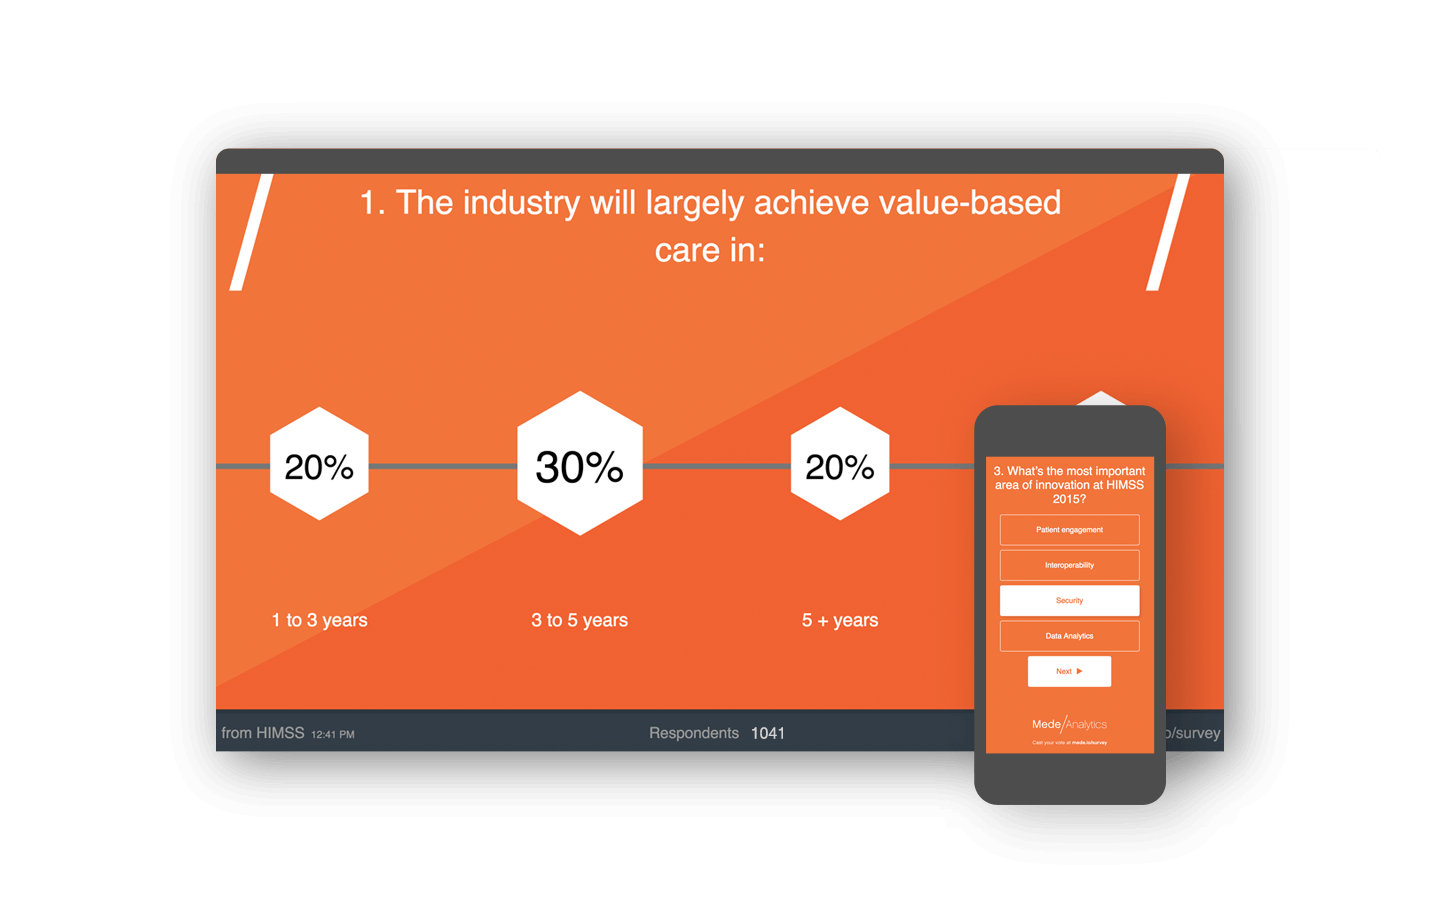 1. The industry will largely achieve value-based
care in:
20%
30%
20%
1 to 3 years
3 to 5 years
5 + years
from HIMSS 12:41 PM
Respondents 1041
o/survey
3. What's the most important
area of innovation at HIMSS
2015?
Patient engagement
Interoperability
Security
Data Analytics
Next
Mede/Analytics
Cast your vote at mede.io/survey